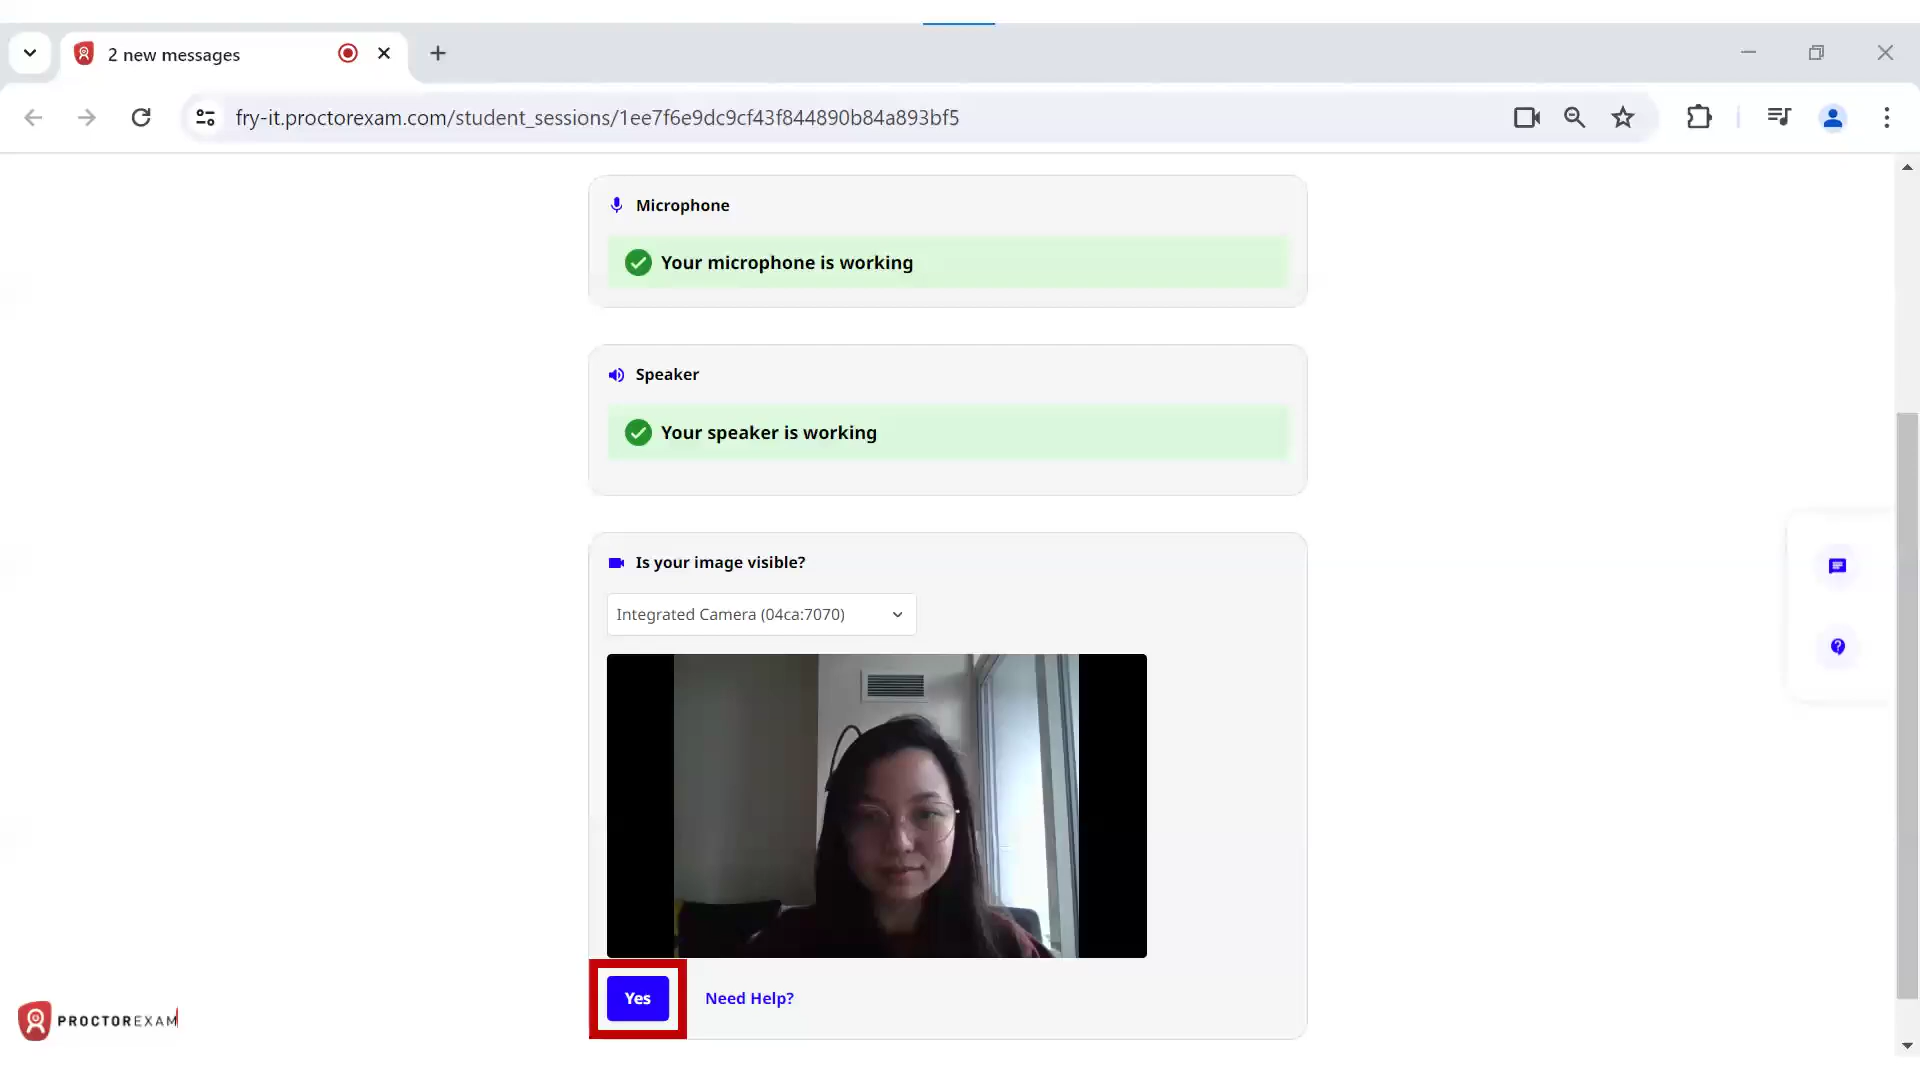 2 new messages
fry-it.proctorexam.com/student_sessions/1ee7f6e9dc9cf43f844890b84a893bf5
Microphone
Your microphone is working
Speaker
Your speaker is working
Is your image visible?
Integrated Camera (04ca:7070)
Yes
Need Help?
PROCTOREXAM